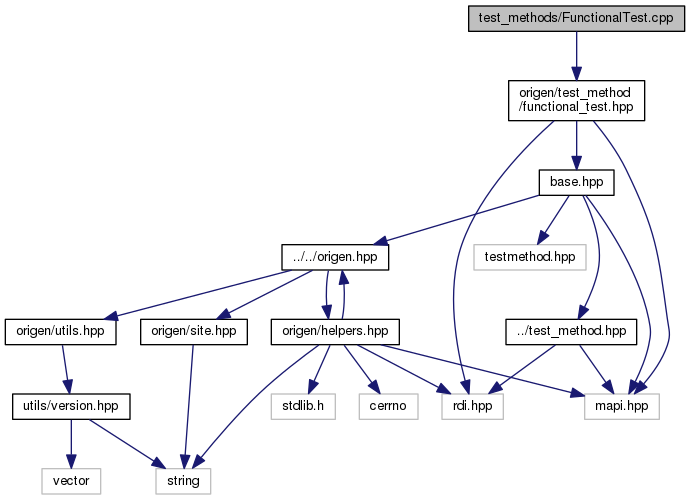 test_methods/FunctionalTest.cpp
origen/test_method
/functional_test.hpp
base.hpp
../../origen.hpp
testmethod.hpp
origen/utils.hpp
origen/site.hpp
origen/helpers.hpp
../test_method.hpp
utils/version.hpp
stdlib.h
cerrno
rdi.hpp
mapi.hpp
vector
string